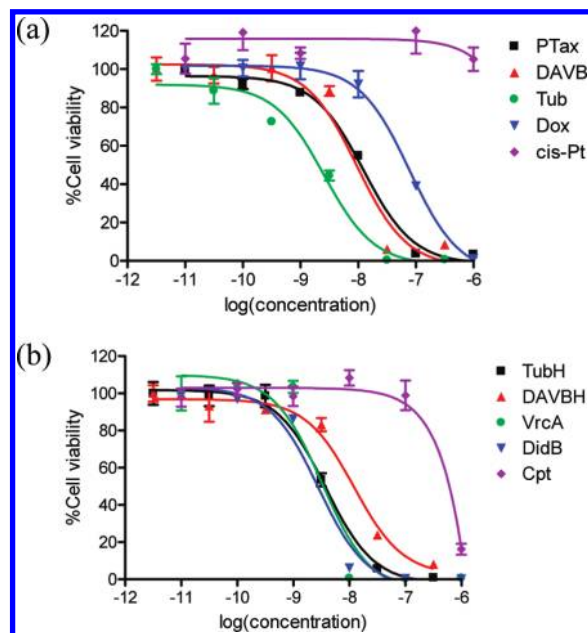 (a)
%Cell viability
120
100
80
60
40
20
0
-12 -11 -10 -9 -8 -7 -6
log(concentration)
PTax
DAVB
Tub
Dox
cis-Pt
(b)
%Cell viability
120
100
80
60
40
20
0
-12 -11 -10 -9 -8 -7 -6
log(concentration)
TubH
DAVBH
VrcA
DidB
Cpt